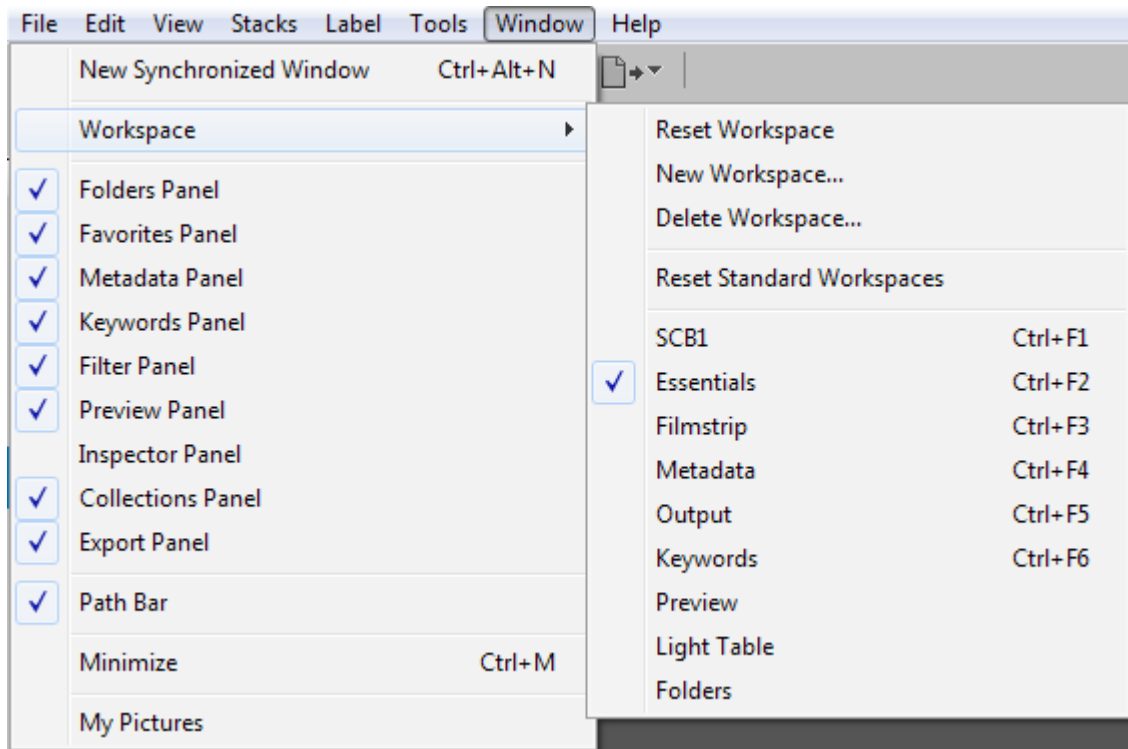 File Edit View Stacks Label Tools Window Help
New Synchronized Window Ctrl+Alt+N
Workspace
Folders Panel
Favorites Panel
Metadata Panel
Keywords Panel
Filter Panel
Preview Panel
Inspector Panel
Collections Panel
Export Panel
Path Bar
Minimize Ctrl+M
My Pictures
Reset Workspace
New Workspace...
Delete Workspace...
Reset Standard Workspaces
SCB1 Ctrl+F1
Essentials Ctrl+F2
Filmstrip Ctrl+F3
Metadata Ctrl+F4
Output Ctrl+F5
Keywords Ctrl+F6
Preview
Light Table
Folders